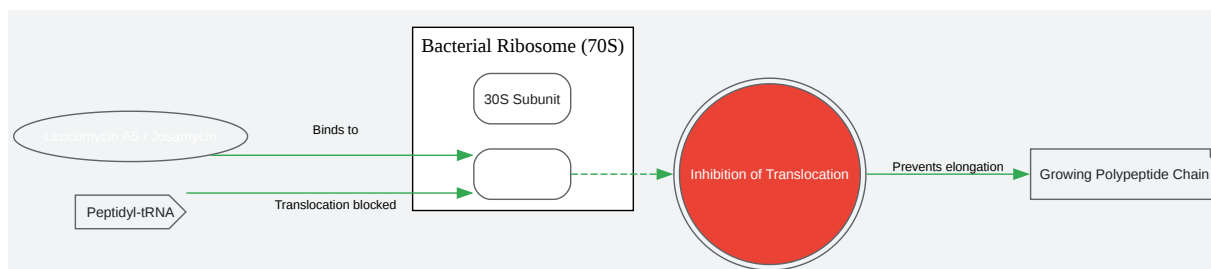 Bacterial Ribosome (70S)
30S Subunit
Leucomycin A5 / Josamycin
Binds to
Inhibition of Translocation
Prevents elongation
Growing Polypeptide Chain
Translocation blocked
Peptidyl-tRNA